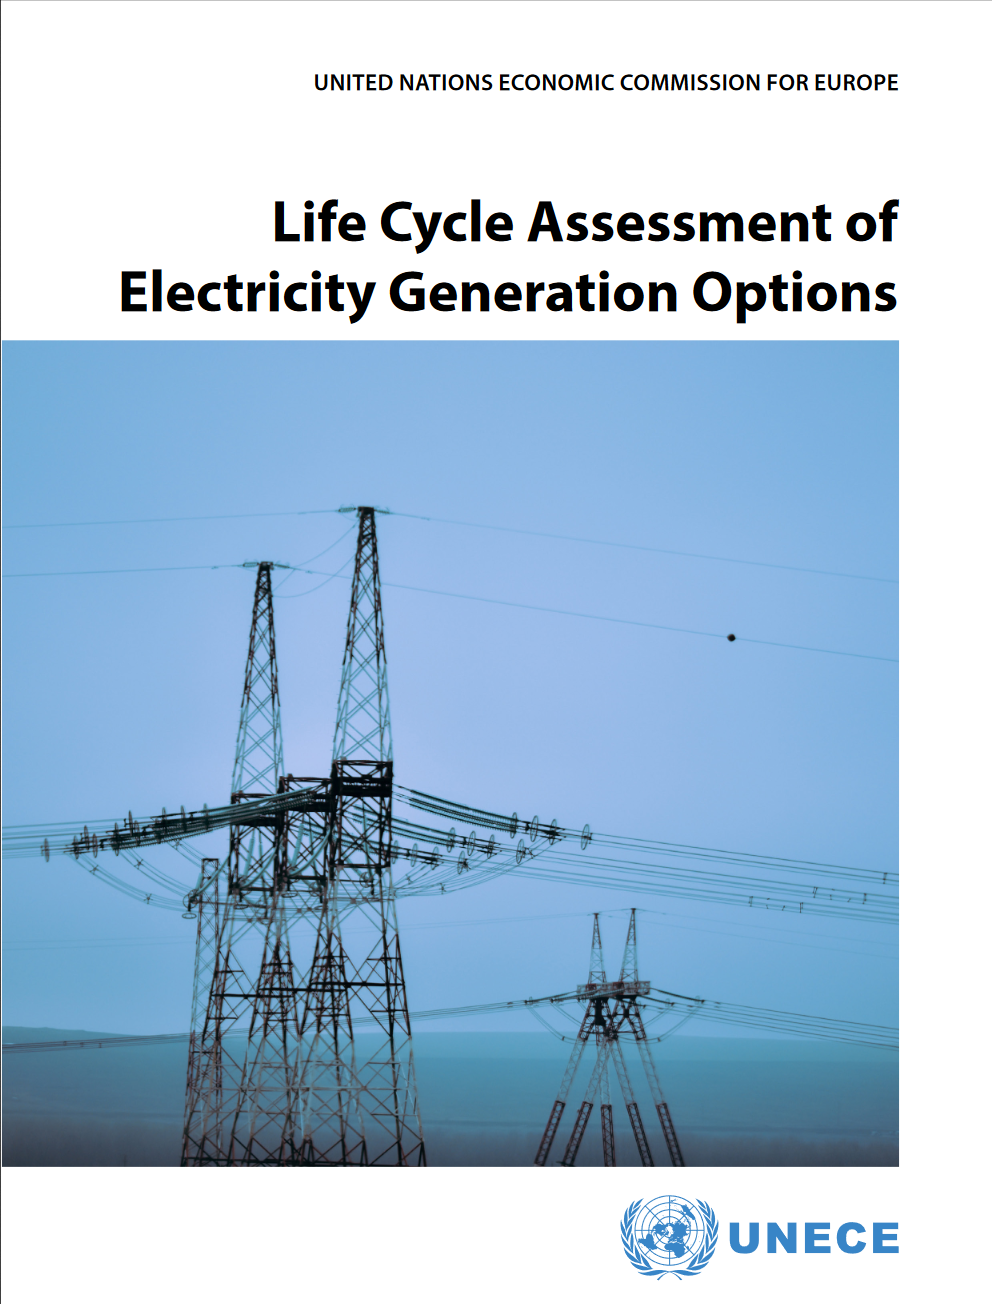 UNITED NATIONS ECONOMIC COMMISSION FOR EUROPE
Life Cycle Assessment of
Electricity Generation Options
UNECE